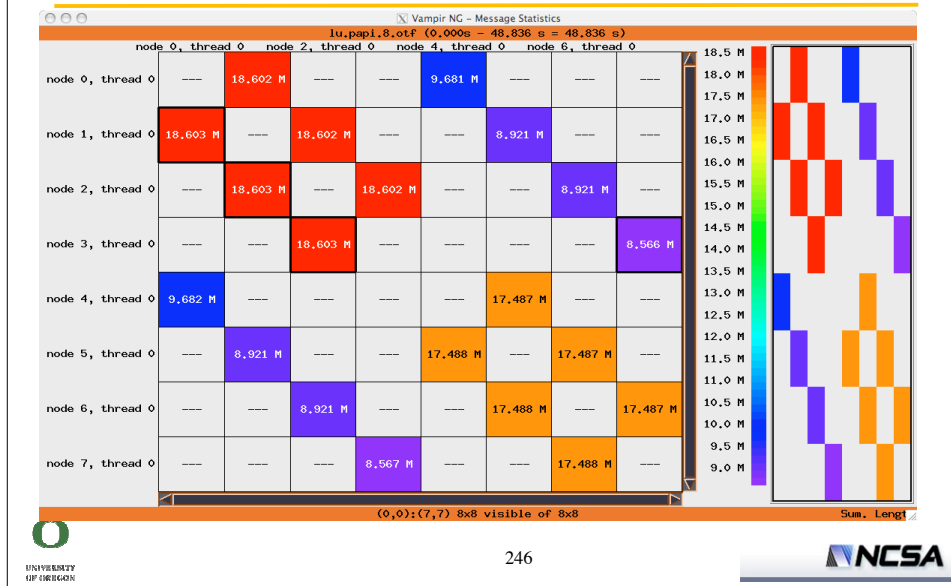 Vampir NG - Message Statistics
lu.papi.8.otf (0.000s - 48.836 s = 48.836 s)
node 0, thread 0 node 2, thread 0 node 4, thread 0 node 6, thread 0
node 0, thread 0 --- 18.602 M --- --- 9.681 M --- --- ---
node 1, thread 0 18.603 M --- 18.602 M --- --- 8.921 M --- ---
node 2, thread 0 --- 18.603 M --- 18.602 M --- --- 8.921 M ---
node 3, thread 0 --- --- 18.603 M --- --- --- --- 8.566 M
node 4, thread 0 9.682 M --- --- --- --- 17.487 M --- ---
node 5, thread 0 --- 8.921 M --- --- 17.488 M --- 17.487 M ---
node 6, thread 0 --- --- 8.921 M --- --- 17.488 M --- 17.487 M
node 7, thread 0 --- --- --- 8.567 M --- --- 17.488 M ---
18.5 M
18.0 M
17.5 M
17.0 M
16.5 M
16.0 M
15.5 M
15.0 M
14.5 M
14.0 M
13.5 M
13.0 M
12.5 M
12.0 M
11.5 M
11.0 M
10.5 M
10.0 M
9.5 M
9.0 M
(0,0):(7,7) 8x8 visible of 8x8
Sum. Lengt
UNIVERSITY
OF OREGON
246
NCSA